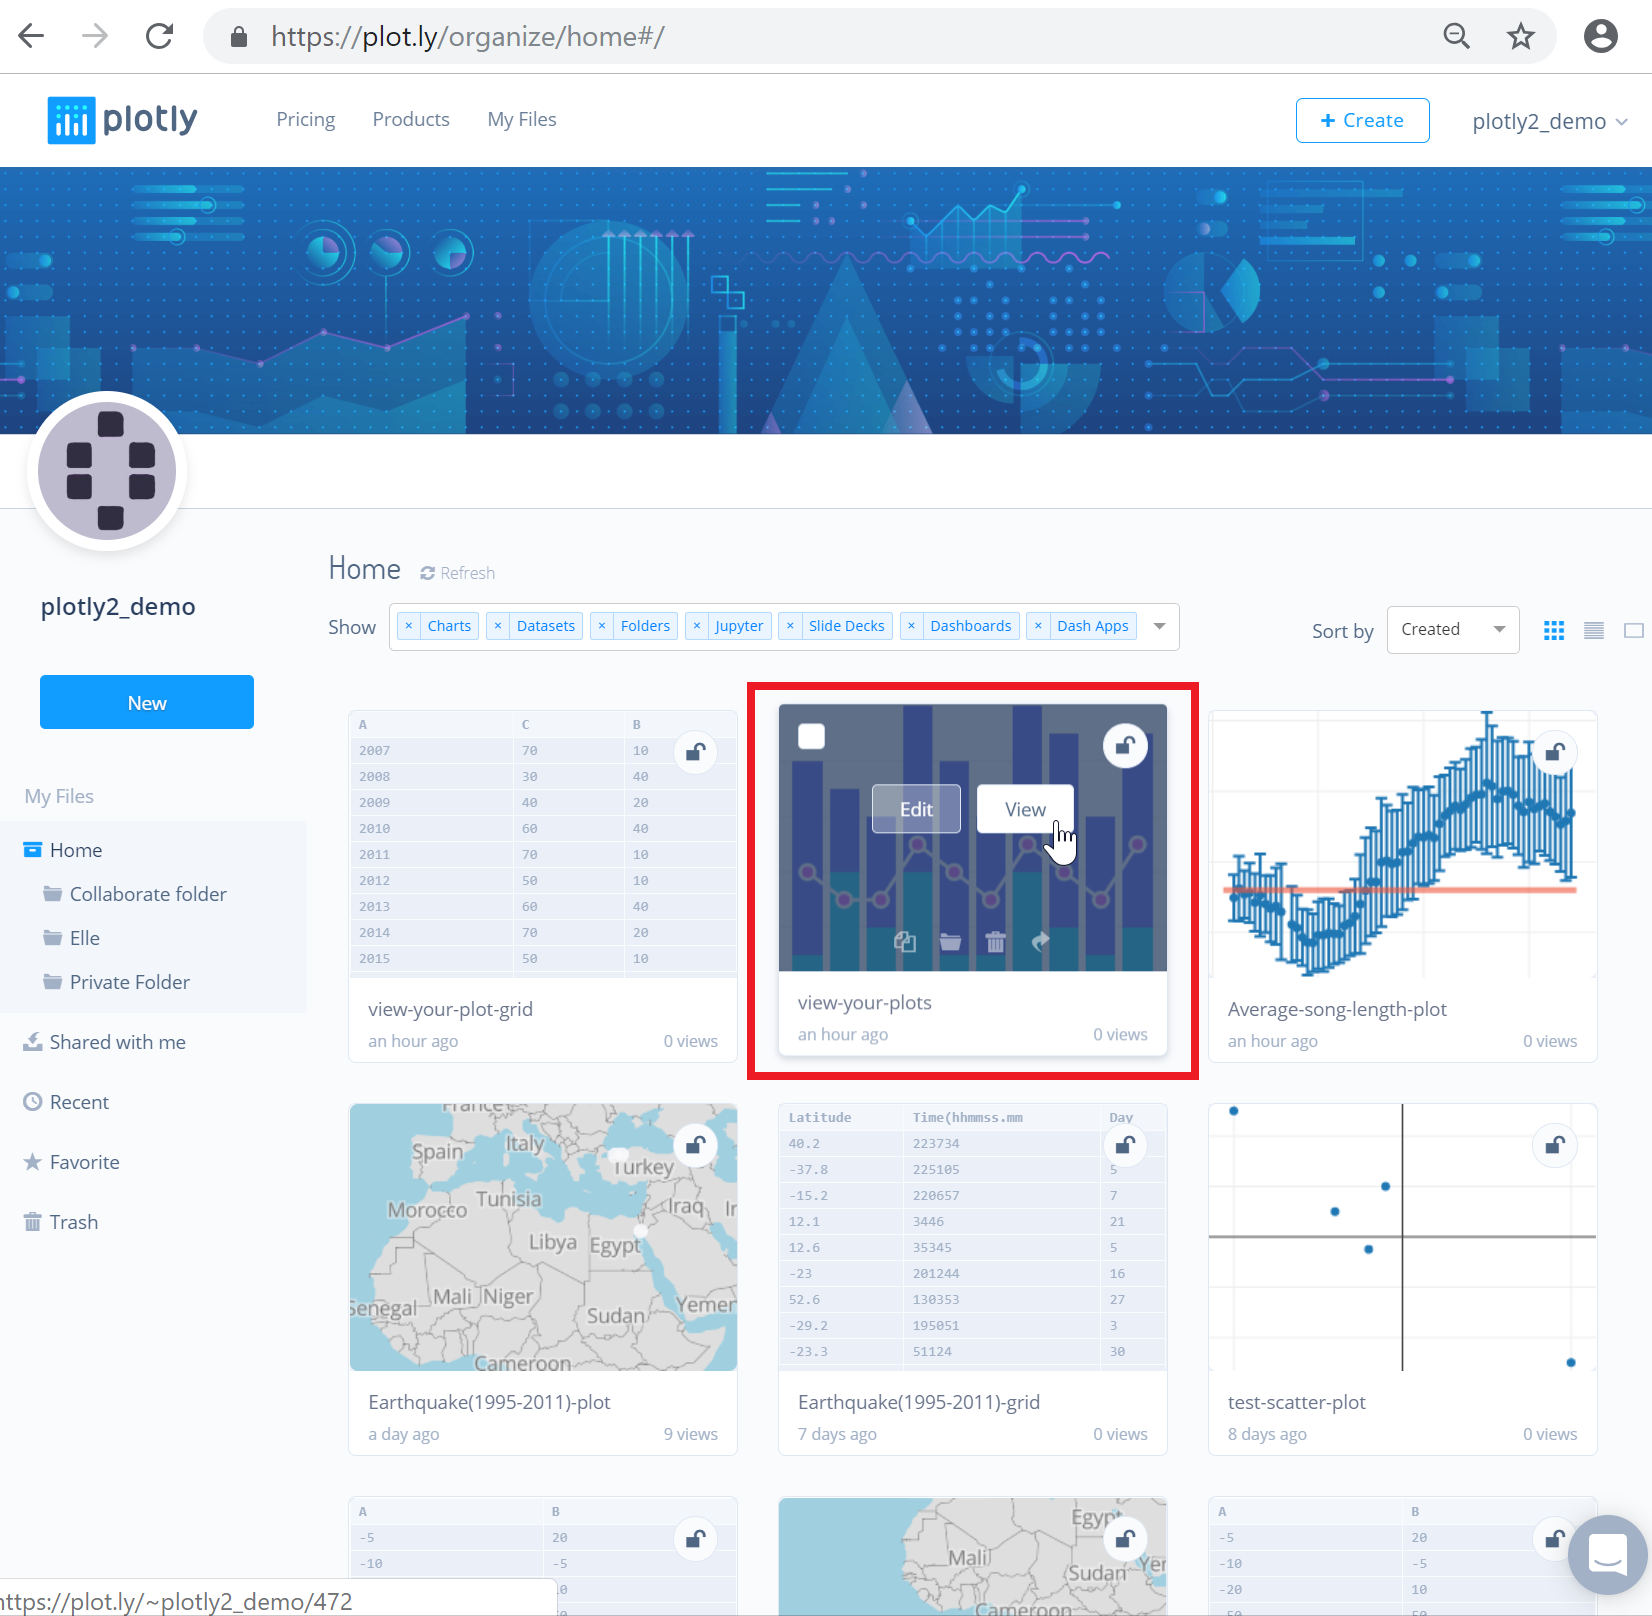 https://plot.ly/organize/home#/
plotly
Pricing Products My Files
+ Create
plotly2_demo
plotly2_demo
New
My Files
Home
Collaborate folder
Elle
Private Folder
Shared with me
Recent
Favorite
Trash
Home Refresh
Show × Charts × Datasets × Folders × Jupyter × Slide Decks × Dashboards × Dash Apps
Sort by Created
A C B
2007 70 10
2008 30 40
2009 40 20
2010 60 40
2011 70 10
2012 50 10
2013 60 40
2014 70 20
2015 50 10
view-your-plot-grid
an hour ago 0 views
Edit View
view-your-plots
an hour ago 0 views
Average-song-length-plot
an hour ago 0 views
France
Spain Italy Turkey
Morocco Tunisia Iraq
Libya Egypt
Senegal Mali Niger Sudan Yemen
Cameroon
Earthquake(1995-2011)-plot
a day ago 9 views
Latitude Time(hhmmss.mm Day
40.2 223734
-37.8 225105 5
-15.2 220657 7
12.1 3446 21
12.6 35345 5
-23 201244 16
52.6 130353 27
-29.2 195051 3
-23.3 51124 30
Earthquake(1995-2011)-grid
7 days ago 0 views
test-scatter-plot
8 days ago 0 views
A B
-5 20
-10 -5
Egypt
Mali
Sudan
Cameroon
A B
-5 20
-10 -5
-20 10
https://plot.ly/~plotly2_demo/472